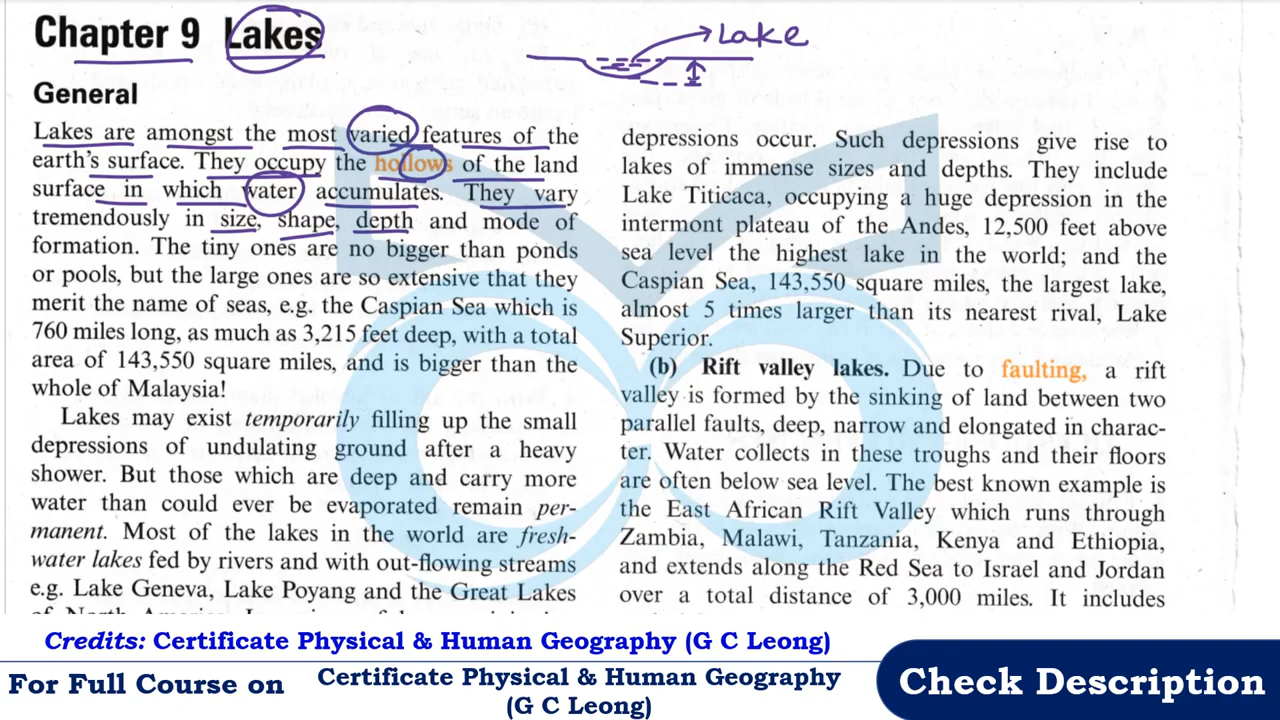 Chapter 9 Lakes
Lake
General
Lakes are amongst the most varied features of the
earth's surface. They occupy the hollows of the land
surface in which water accumulates. They vary
tremendously in size, shape, depth and mode of
formation. The tiny ones are no bigger than ponds
or pools, but the large ones are so extensive that they
merit the name of seas, e.g. the Caspian Sea which is
760 miles long, as much as 3,215 feet deep, with a total
area of 143,550 square miles, and is bigger than the
whole of Malaysia!
Lakes may exist temporarily filling up the small
depressions of undulating ground after a heavy
shower. But those which are deep and carry more
water than could ever be evaporated remain per-
manent. Most of the lakes in the world are fresh-
water lakes fed by rivers and with out-flowing streams
e.g. Lake Geneva, Lake Poyang and the Great Lakes
depressions occur. Such depressions give rise to
lakes of immense sizes and depths. They include
Lake Titicaca, occupying a huge depression in the
intermont plateau of the Andes, 12,500 feet above
sea level the highest lake in the world; and the
Caspian Sea, 143,550 square miles, the largest lake,
almost 5 times larger than its nearest rival, Lake
Superior.
(b) Rift valley lakes. Due to faulting, a rift
valley is formed by the sinking of land between two
parallel faults, deep, narrow and elongated in charac-
ter. Water collects in these troughs and their floors
are often below sea level. The best known example is
the East African Rift Valley which runs through
Zambia, Malawi, Tanzania, Kenya and Ethiopia,
and extends along the Red Sea to Israel and Jordan
over a total distance of 3,000 miles. It includes
Credits: Certificate Physical & Human Geography (G C Leong)
For Full Course on
Certificate Physical & Human Geography
(G C Leong)
Check Description